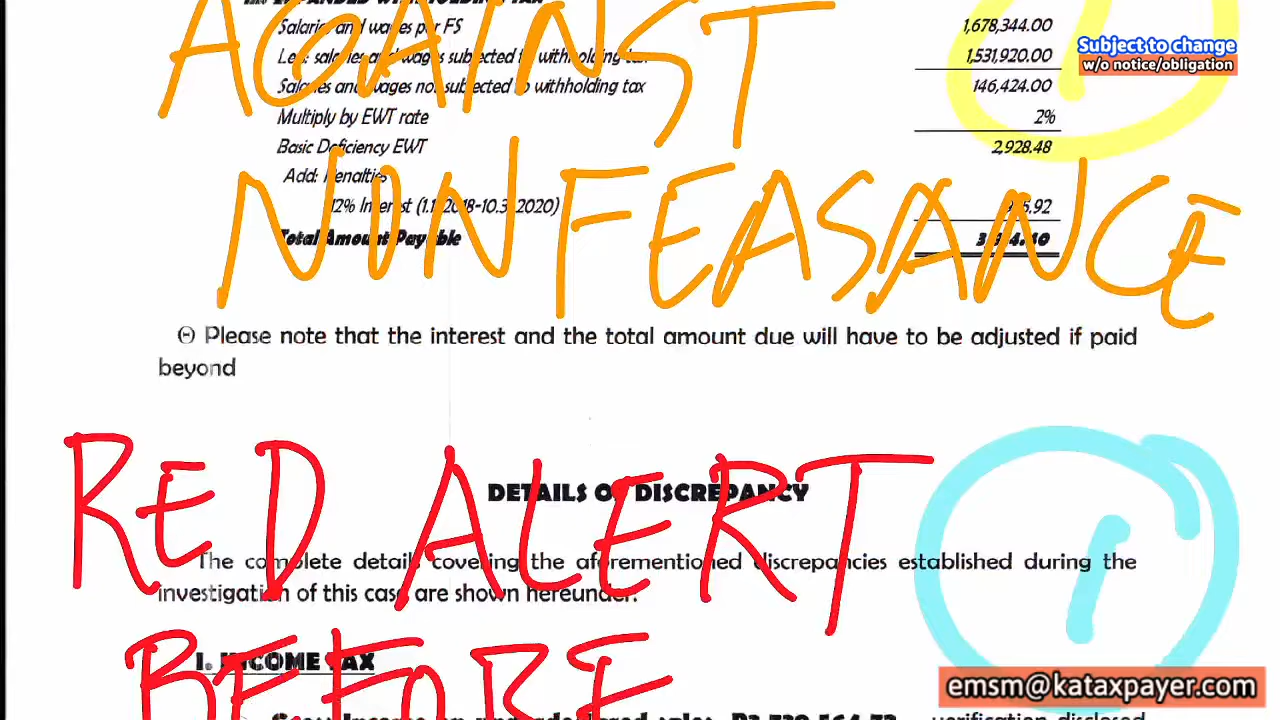 AGAINST
Salaries and wages per FS 1,678,344.00
Subject to change
w/o notice/obligation
Less: salaries and wages subjected to withholding tax 1,531,920.00
Salaries and wages not subjected to withholding tax 146,424.00
Multiply by EWT rate 2%
Basic Deficiency EWT 2,928.48
Add: Penalties
NONFEASANCE
12% Interest
Total Amount Payable
Θ Please note that the interest and the total amount due will have to be adjusted if paid
beyond
RED ALERT
1
DETAILS OF DISCREPANCY
The complete details covering the aforementioned discrepancies established during the
investigation of this case are shown hereunder:
BEFORE
I. INCOME TAX
emsm@kataxpayer.com